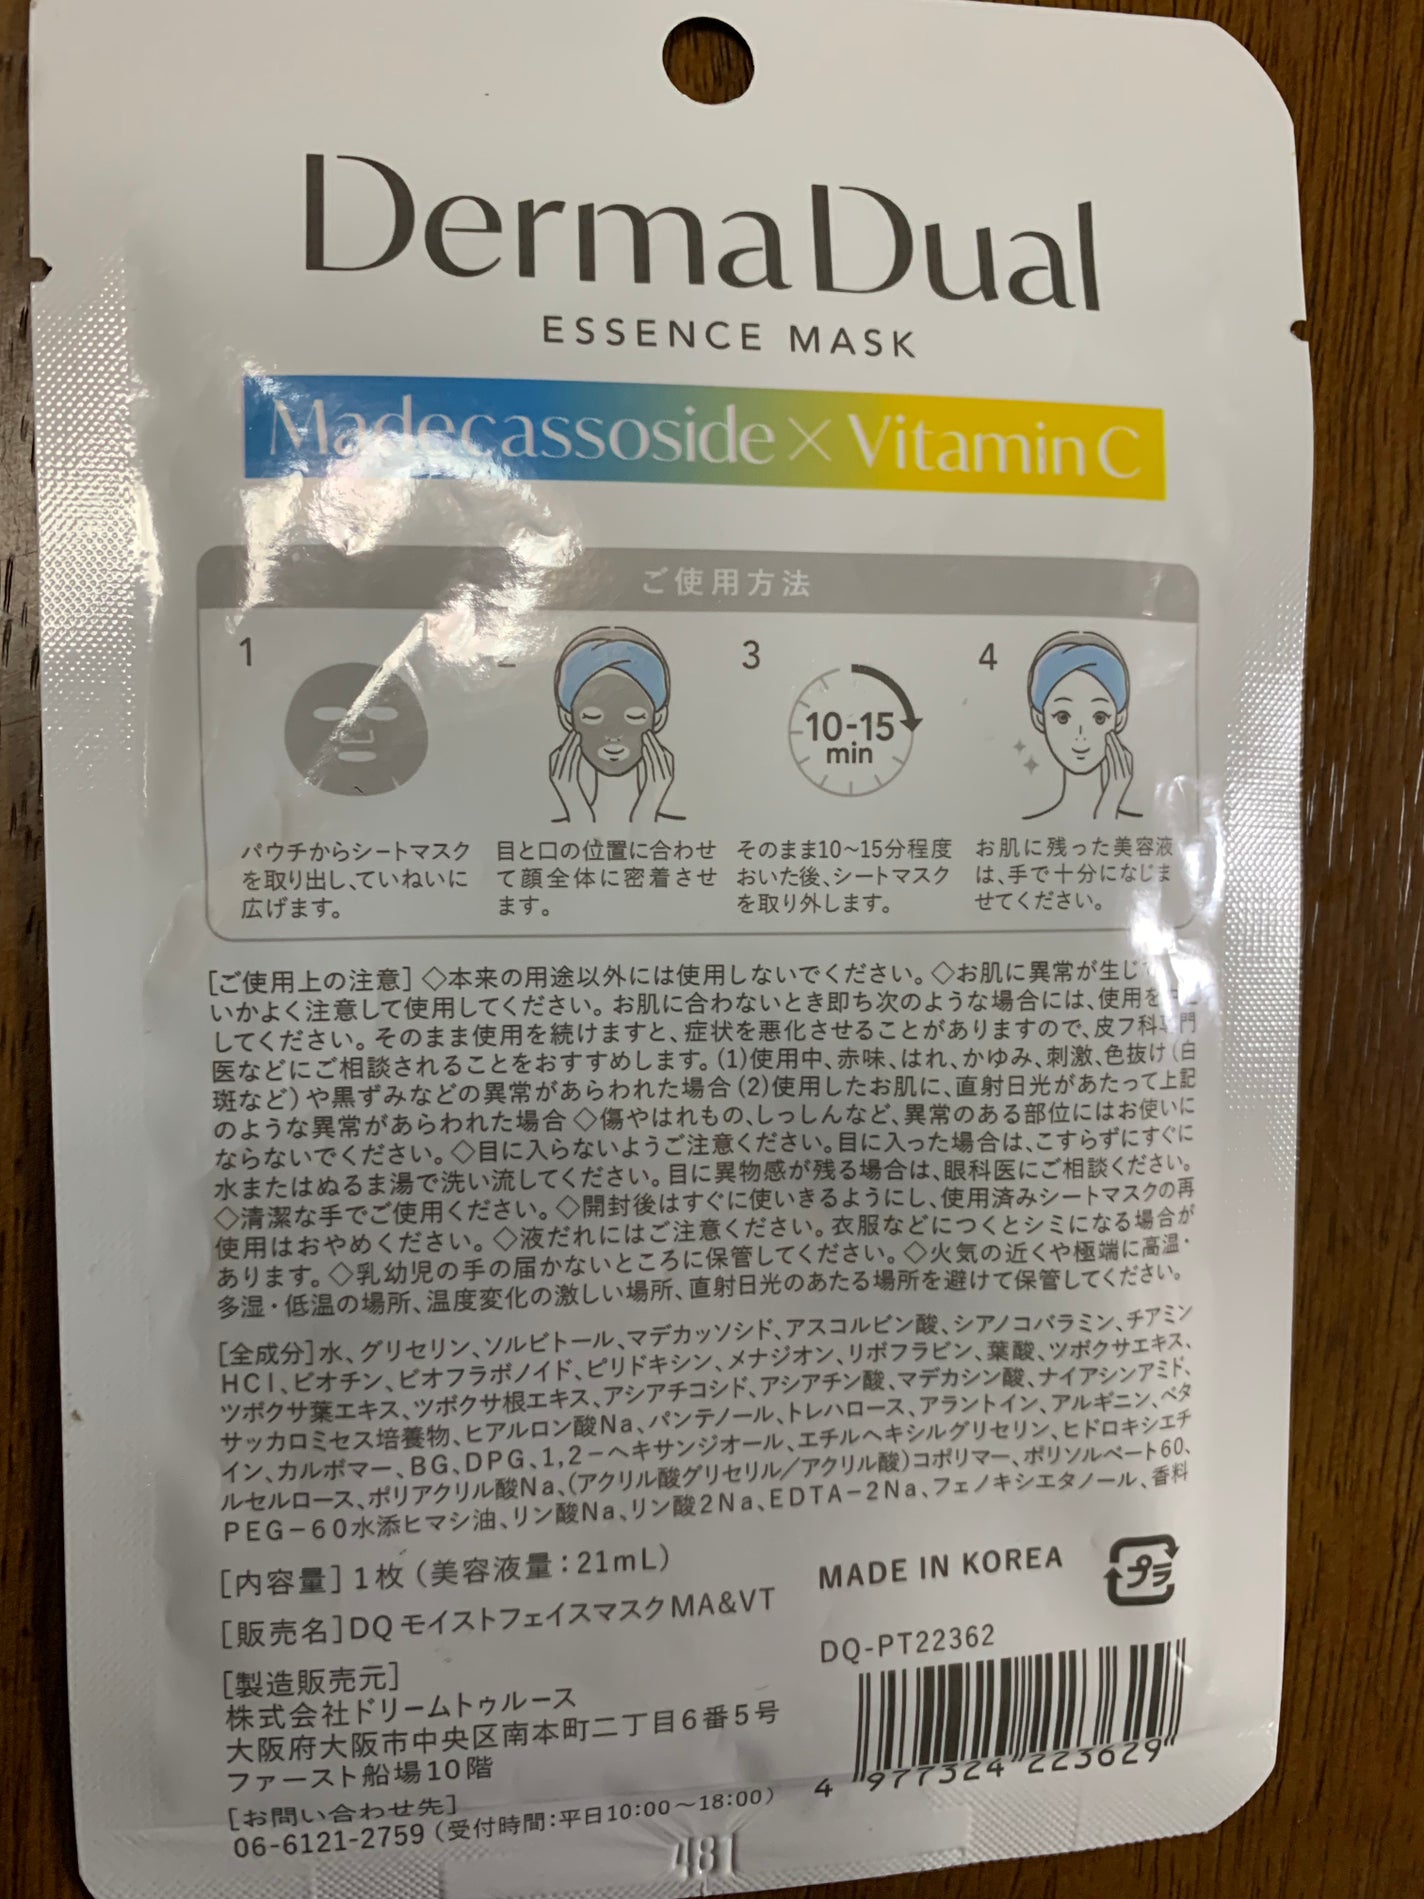 Derma Dual
ESSENCE MASK
Madecassoside×Vitamin C
ご使用方法
1
パウチからシートマスク
を取り出し、ていねいに
広げます。
目と口の位置に合わせ
て顔全体に密着させ
ます。
3
10-15
min
そのまま10~15分程度
おいた後、シートマスク
を取り外します。
4
お肌に残った美容液
は、手で十分になじま
せてください。
[ご使用上の注意]◇本来の用途以外には使用しないでください。◇お肌に異常が生じ
いかよく注意して使用してください。お肌に合わないとき即ち次のような場合には、使用を
してください。そのまま使用を続けますと、症状を悪化させることがありますので、皮フ科専門
医などにご相談されることをおすすめします。(1)使用中、赤味、はれ、かゆみ、刺激、色抜け(白
斑など)や黒ずみなどの異常があらわれた場合(2)使用したお肌に、直射日光があたって上記
のような異常があらわれた場合◇傷やはれもの、しっしんなど、異常のある部位にはお使いに
ならないでください。◇目に入らないようご注意ください。目に入った場合は、こすらずにすぐに
水またはぬるま湯で洗い流してください。目に異物感が残る場合は、眼科医にご相談ください。
◇清潔な手でご使用ください。◇開封後はすぐに使いきるようにし、使用済みシートマスクの再
使用はおやめください。◇液だれにはご注意ください。衣服などにつくとシミになる場合が
あります。◇乳幼児の手の届かないところに保管してください。◇火気の近くや極端に高温・
多湿・低温の場所、温度変化の激しい場所、直射日光のあたる場所を避けて保管してください。
[全成分]水、グリセリン、ソルビトール、マデカッソシド、アスコルビン酸、シアノコバラミン、チアミン
HCl、ビオチン、ビオフラボノイド、ピリドキシン、メナジオン、リボフラビン、葉酸、ツボクサエキス、
ツボクサ葉エキス、ツボクサ根エキス、アシアチコシド、アシアチン酸、マデカシン酸、ナイアシンアミド、
サッカロミセス培養物、ヒアルロン酸Na、パンテノール、トレハロース、アラントイン、アルギニン、ベタ
イン、カルボマー、BG、DPG、1,2-ヘキサンジオール、エチルヘキシルグリセリン、ヒドロキシエチ
ルセルロース、ポリアクリル酸Na、(アクリル酸グリセリル/アクリル酸)コポリマー、ポリソルベート60、
PEG-60水添ヒマシ油、リン酸Na、リン酸2Na、EDTA-2Na、フェノキシエタノール、香料
[内容量]1枚(美容液量:21mL)
[販売名]DQ モイストフェイスマスク MA&VT
[製造販売元]
株式会社ドリームトゥルース
大阪府大阪市中央区南本町二丁目6番5号
ファースト船場10階
[お問い合わせ先]
06-6121-2759(受付時間:平日10:00~18:00)
MADE IN KOREA
プラ
DQ-PT22362
4 977324 223629
481